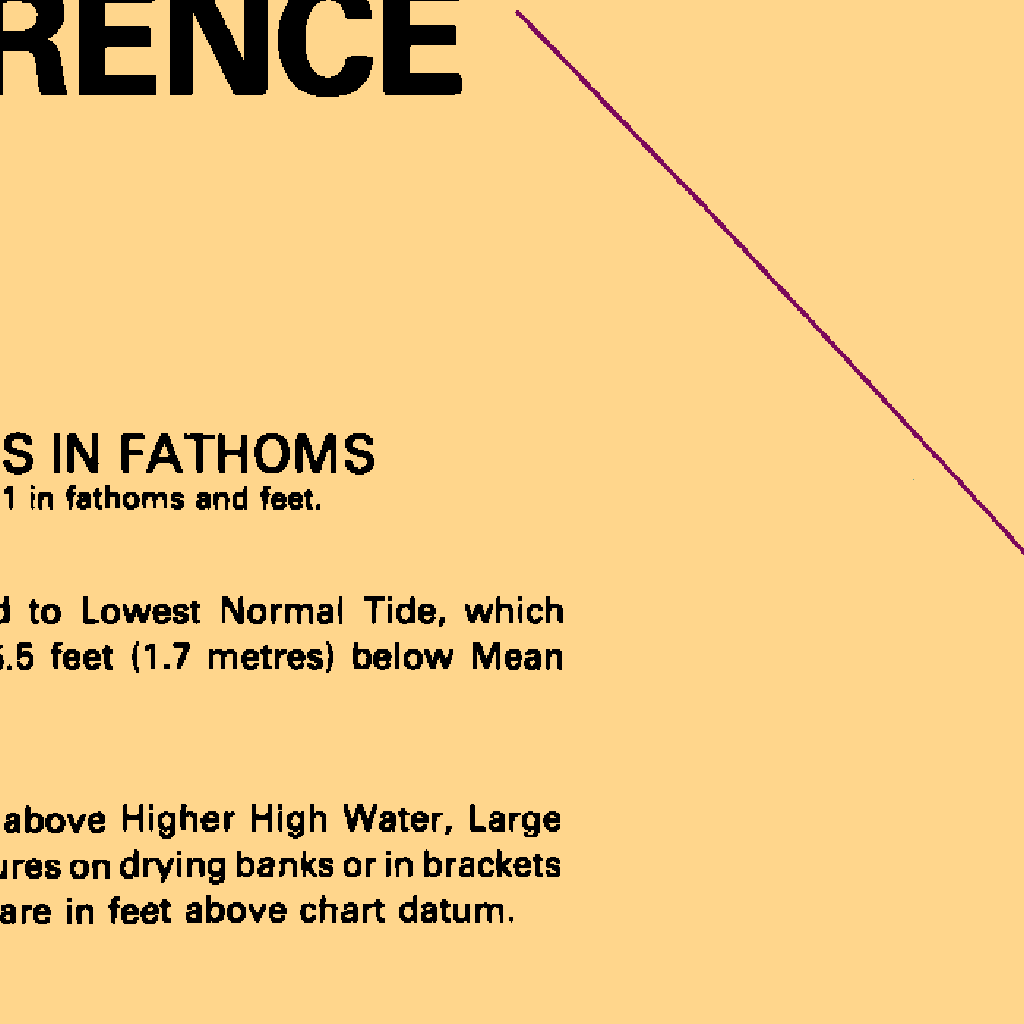 RENCE
S IN FATHOMS
1 in fathoms and feet.
d to Lowest Normal Tide, which
5.5 feet (1.7 metres) below Mean
above Higher High Water, Large
ures on drying banks or in brackets
are in feet above chart datum.